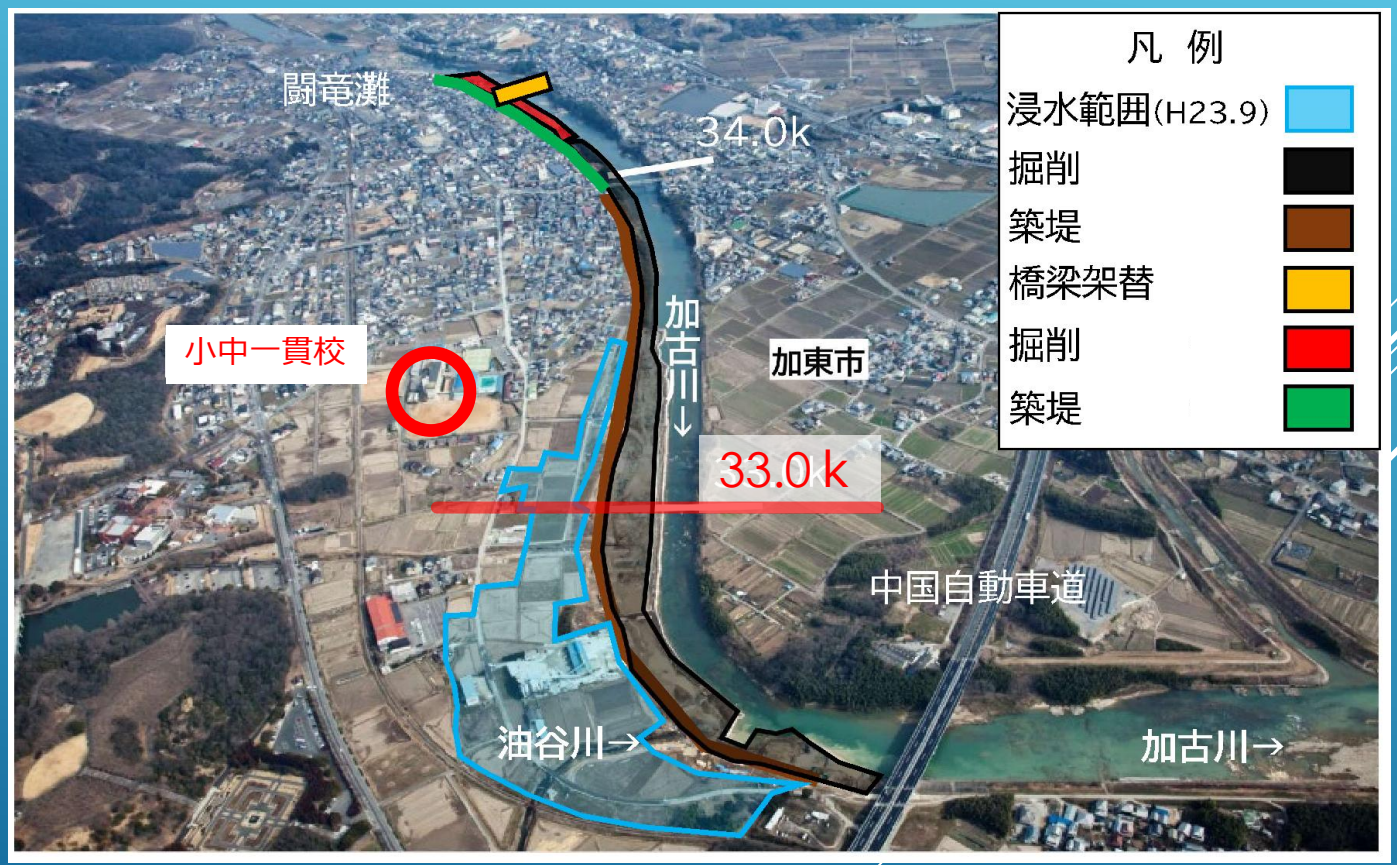 凡 例
浸水範囲(H23.9)
掘削
築堤
橋梁架替
掘削
築堤
闘竜灘
34.0k
小中一貫校
加古川↓
加東市
33.0k
中国自動車道
油谷川→
加古川→